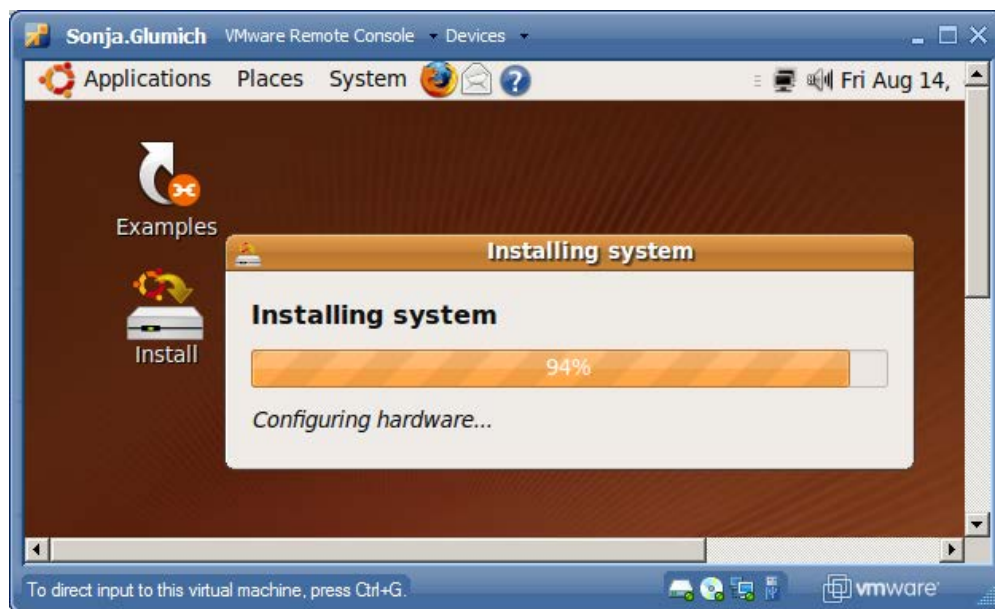 Sonja.Glumich VMware Remote Console Devices
Applications Places System Fri Aug 14,
Examples
Install
Installing system
Installing system
94%
Configuring hardware...
To direct input to this virtual machine, press Ctrl+G.
vmware